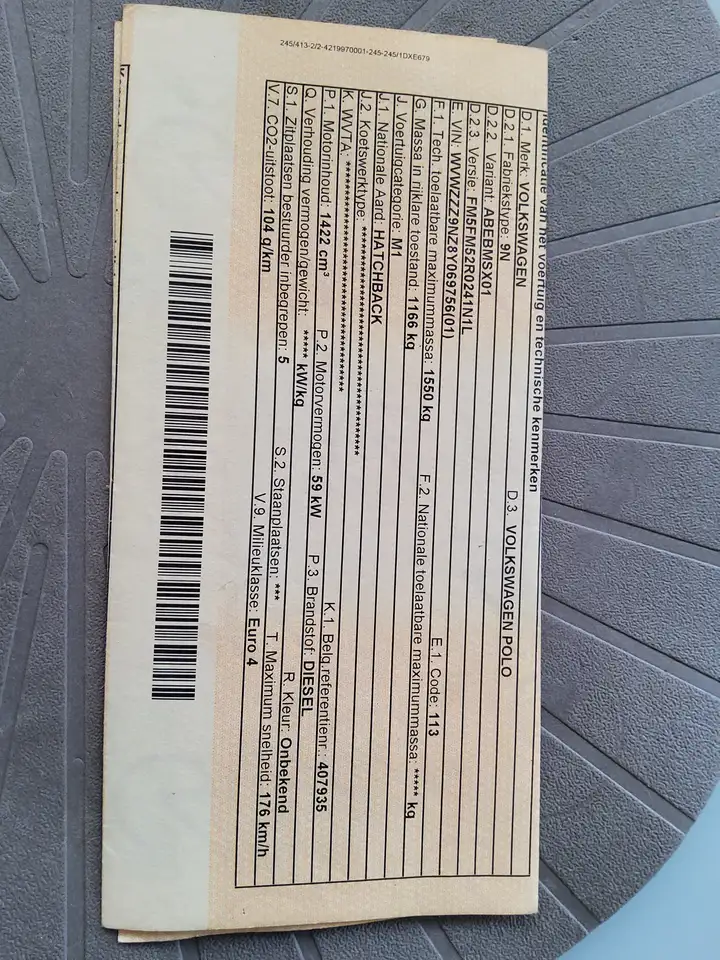 245/413-2/2-4219970001-245-245/1DXE679
van het voertuig en technische kenmerken
D.1. Merk: VOLKSWAGEN
D.2.1. Fabriekstype: 9N D.3. VOLKSWAGEN POLO
D.2.2. Variant: ABEBMSX01
D.2.3. Versie: FM5FM52R0241N1L
E. VIN: WVWZZZ9NZ8Y069756(01) E.1. Code: 113
F.1. Tech. toelaatbare maximummassa: 1550 kg F.2. Nationale toelaatbare maximummassa: ***** kg
G. Massa in rijklare toestand: 1166 kg
J. Voertuigcategorie: M1
J.1. Nationale Aard: HATCHBACK
J.2. Koetswerktype: ***********************************
K. WVTA: ***********************************
K.1. Belg.referentienr.: 407935
P.1. Motorinhoud: 1422 cm³ P.2. Motorvermogen: 59 kW P.3. Brandstof: DIESEL
Q. Verhouding vermogen/gewicht: ***** kW/kg R. Kleur: Onbekend
S.1. Zitplaatsen bestuurder inbegrepen: 5 S.2. Staanplaatsen: *** T. Maximum snelheid: 176 km/h
V.7. CO2-uitstoot: 104 g/km V.9. Milieuklasse: Euro 4